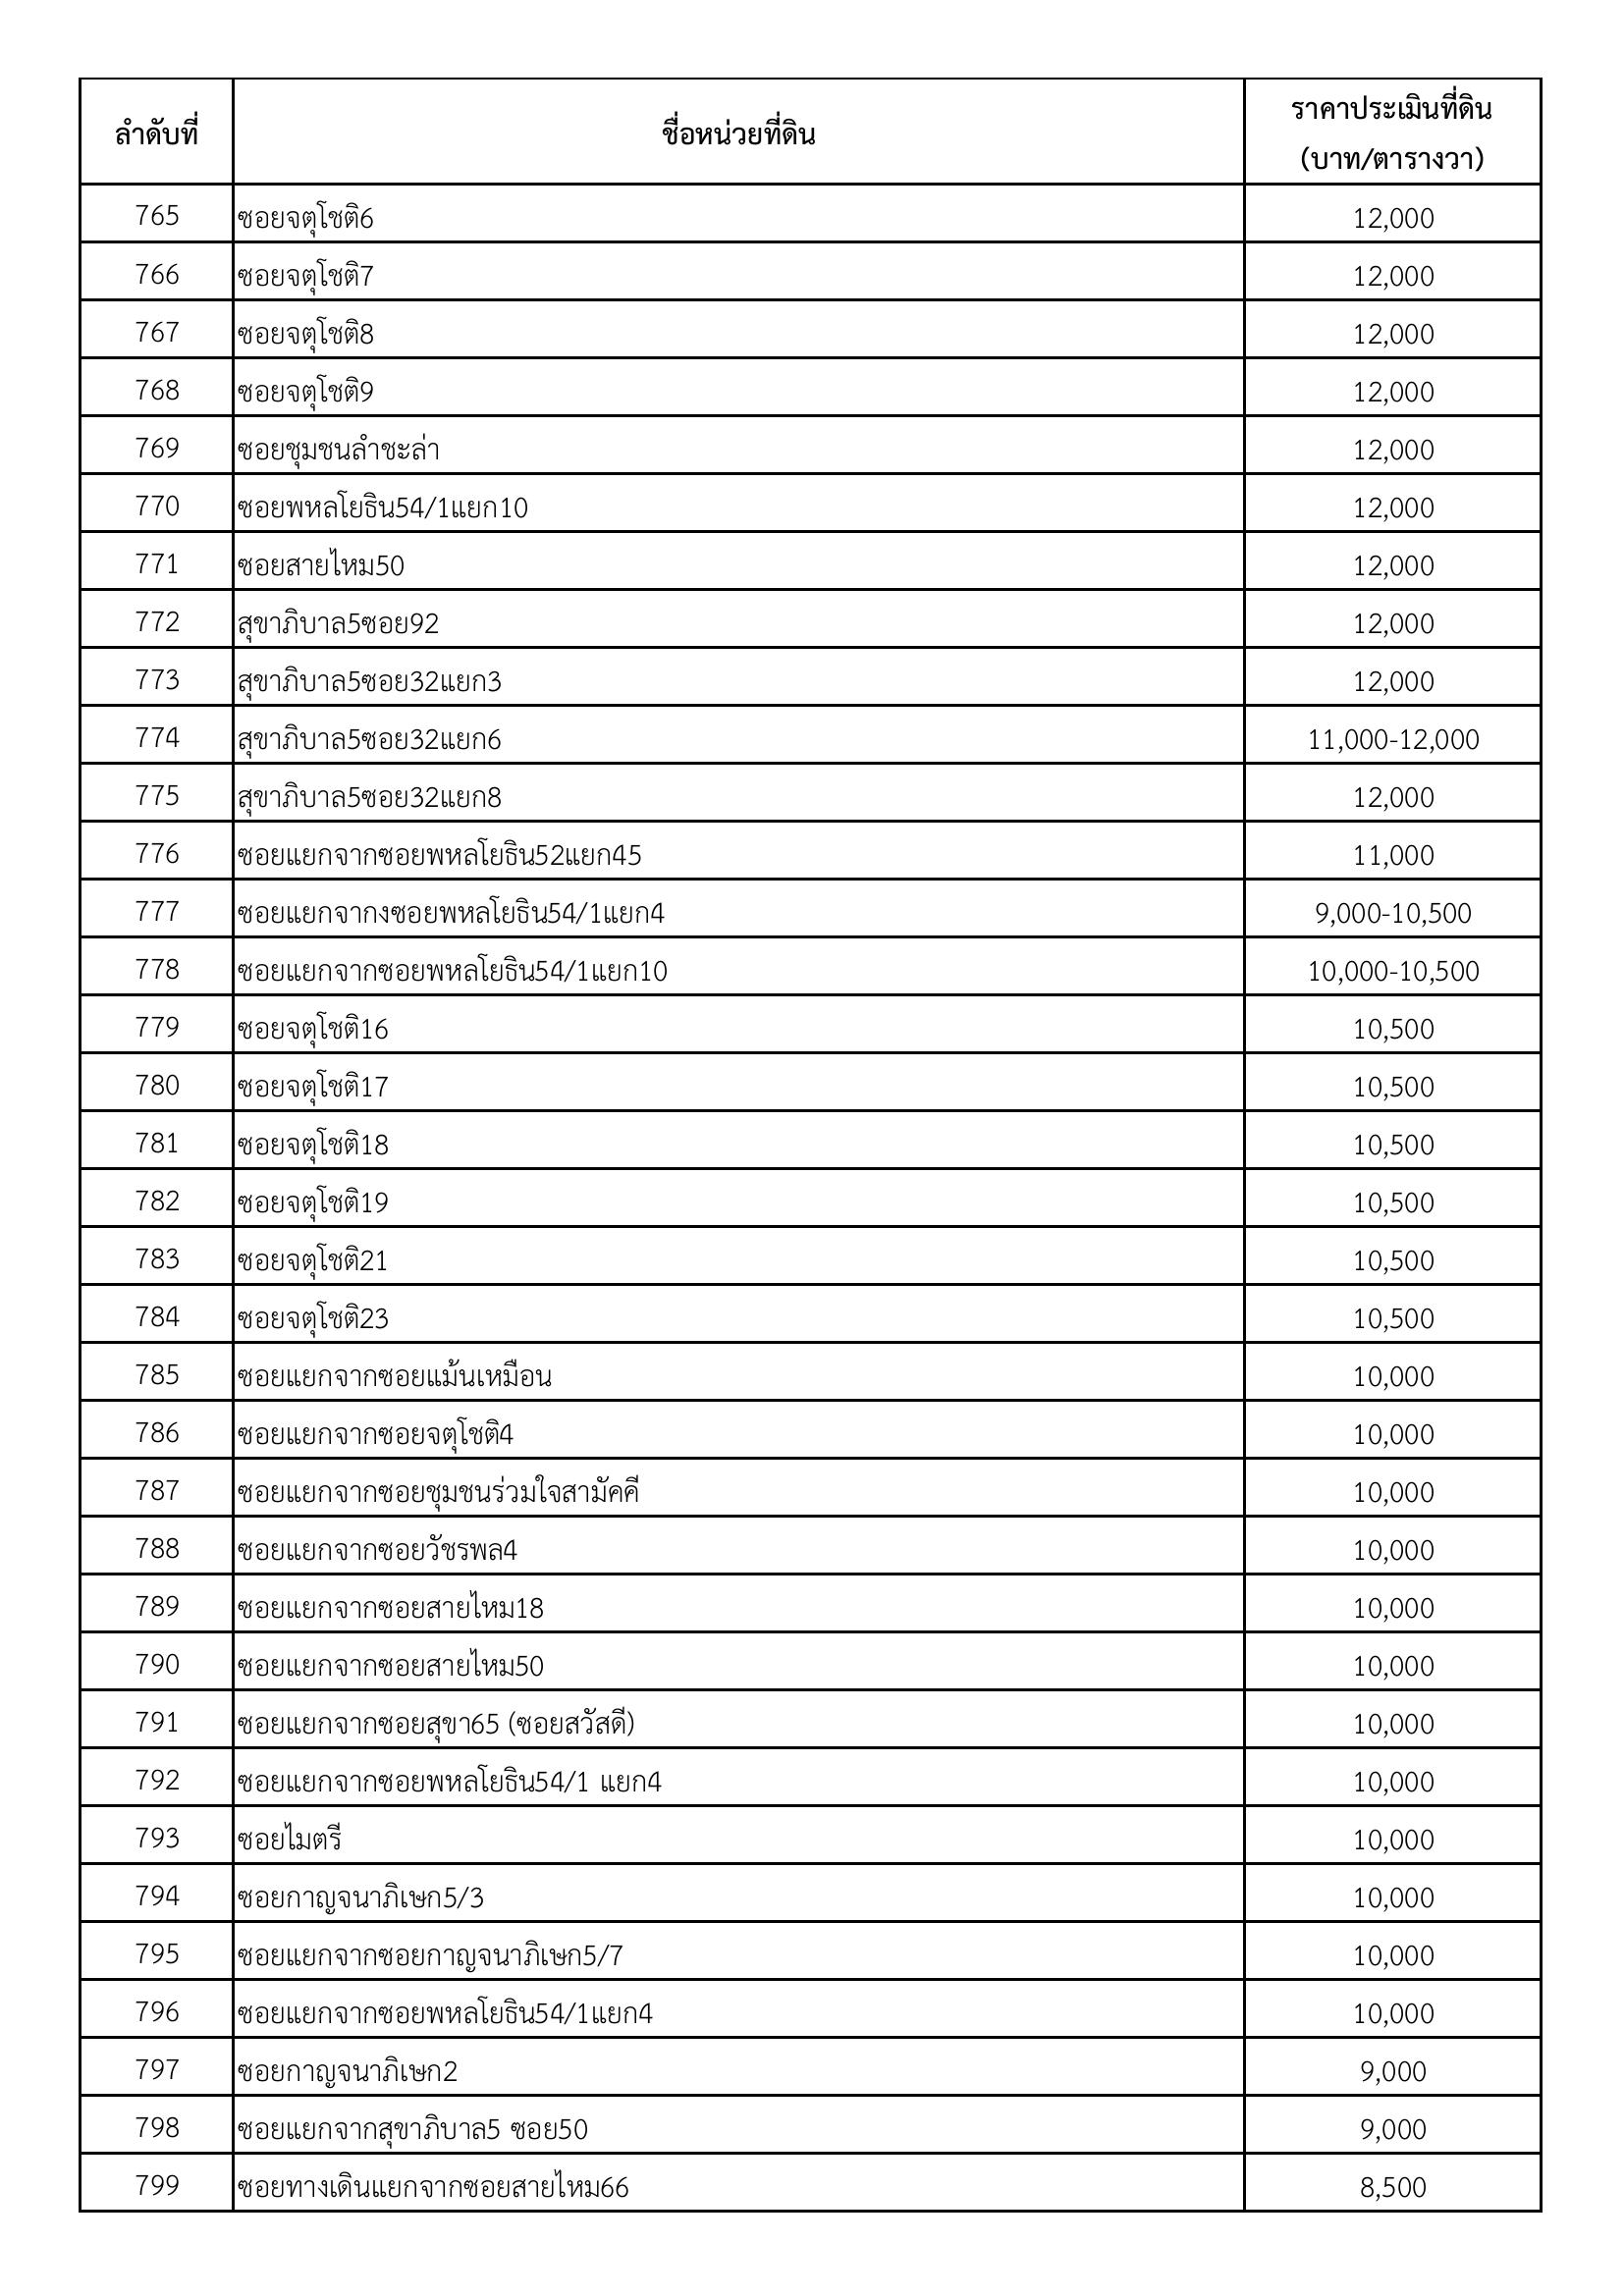 ลำดับที่ ชื่อหน่วยที่ดิน ราคาประเมินที่ดิน
(บาท/ตารางวา)
765 ซอยจตุโชติ6 12,000
766 ซอยจตุโชติ7 12,000
767 ซอยจตุโชติ8 12,000
768 ซอยจตุโชติ9 12,000
769 ซอยชุมชนลำชะล่า 12,000
770 ซอยพหลโยธิน54/1แยก10 12,000
771 ซอยสายไหม50 12,000
772 สุขาภิบาล5ซอย92 12,000
773 สุขาภิบาล5ซอย32แยก3 12,000
774 สุขาภิบาล5ซอย32แยก6 11,000-12,000
775 สุขาภิบาล5ซอย32แยก8 12,000
776 ซอยแยกจากซอยพหลโยธิน52แยก45 11,000
777 ซอยแยกจากงซอยพหลโยธิน54/1แยก4 9,000-10,500
778 ซอยแยกจากซอยพหลโยธิน54/1แยก10 10,000-10,500
779 ซอยจตุโชติ16 10,500
780 ซอยจตุโชติ17 10,500
781 ซอยจตุโชติ18 10,500
782 ซอยจตุโชติ19 10,500
783 ซอยจตุโชติ21 10,500
784 ซอยจตุโชติ23 10,500
785 ซอยแยกจากซอยแม้นเหมือน 10,000
786 ซอยแยกจากซอยจตุโชติ4 10,000
787 ซอยแยกจากซอยชุมชนร่วมใจสามัคคี 10,000
788 ซอยแยกจากซอยวัชรพล4 10,000
789 ซอยแยกจากซอยสายไหม18 10,000
790 ซอยแยกจากซอยสายไหม50 10,000
791 ซอยแยกจากซอยสุขา65 (ซอยสวัสดี) 10,000
792 ซอยแยกจากซอยพหลโยธิน54/1 แยก4 10,000
793 ซอยไมตรี 10,000
794 ซอยกาญจนาภิเษก5/3 10,000
795 ซอยแยกจากซอยกาญจนาภิเษก5/7 10,000
796 ซอยแยกจากซอยพหลโยธิน54/1แยก4 10,000
797 ซอยกาญจนาภิเษก2 9,000
798 ซอยแยกจากสุขาภิบาล5 ซอย50 9,000
799 ซอยทางเดินแยกจากซอยสายไหม66 8,500